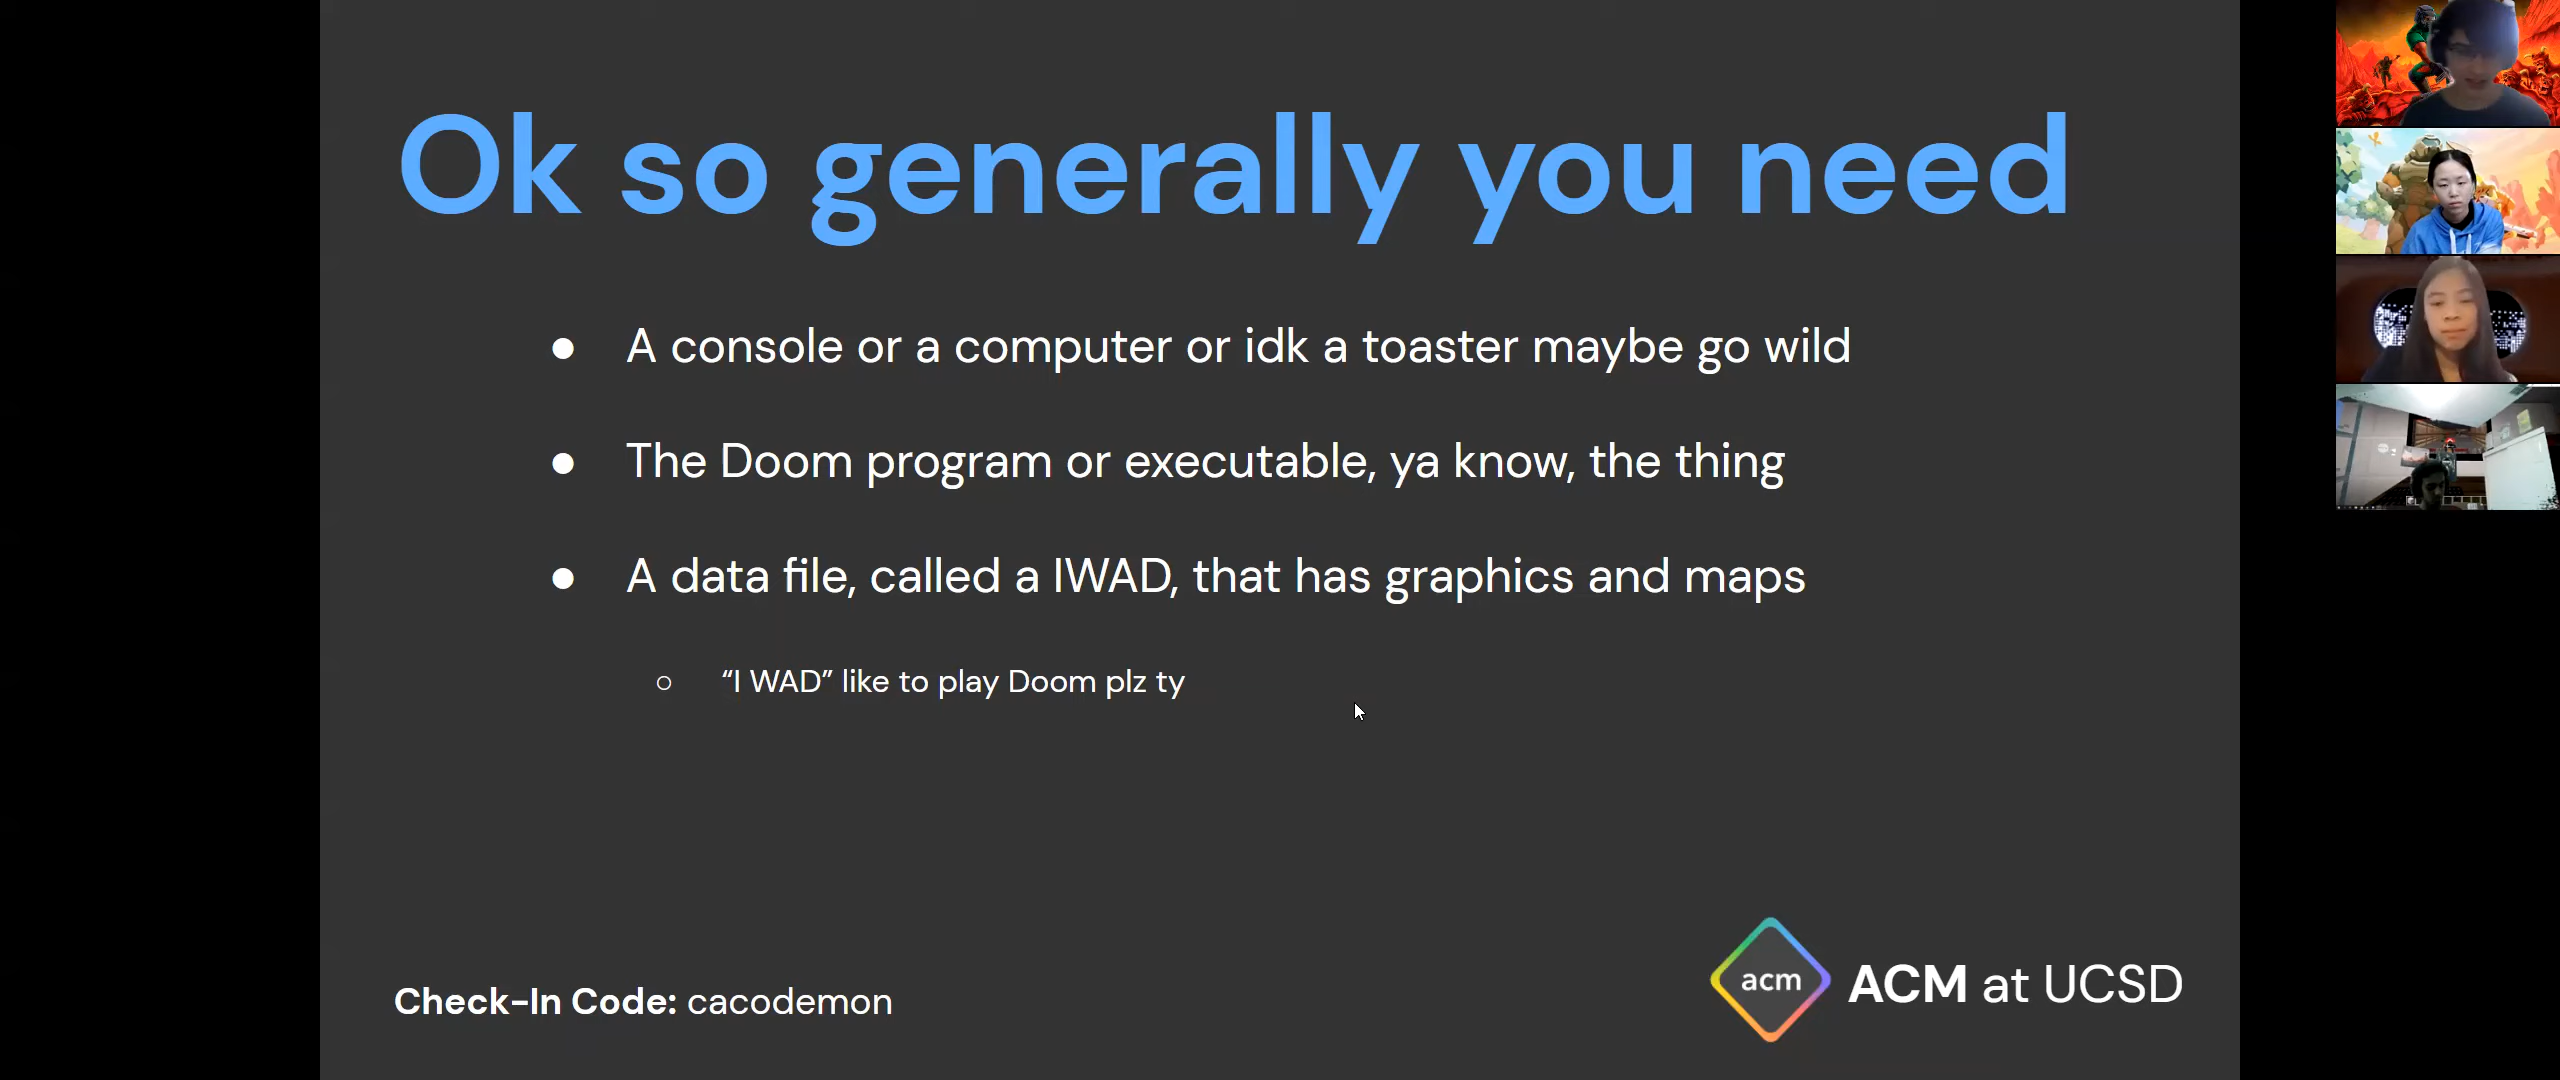 Ok so generally you need
● A console or a computer or idk a toaster maybe go wild
● The Doom program or executable, ya know, the thing
● A data file, called a IWAD, that has graphics and maps
○ “I WAD” like to play Doom plz ty
Check-In Code: cacodemon
acm ACM at UCSD